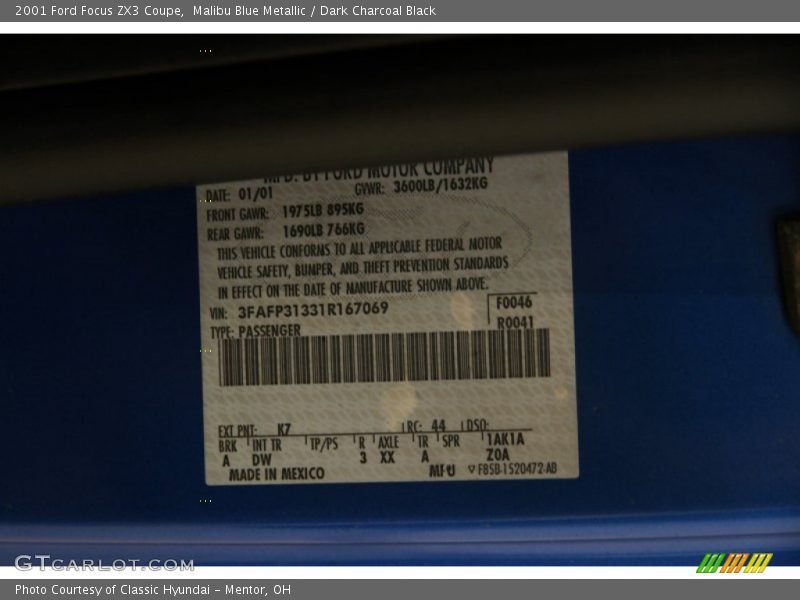 2001 Ford Focus ZX3 Coupe, Malibu Blue Metallic / Dark Charcoal Black
MFD. BY FORD MOTOR COMPANY
DATE: 01/01 GVWR: 3600LB/1632KG
FRONT GAWR: 1975LB 895KG
REAR GAWR: 1690LB 766KG
THIS VEHICLE CONFORMS TO ALL APPLICABLE FEDERAL MOTOR
VEHICLE SAFETY, BUMPER, AND THEFT PREVENTION STANDARDS
IN EFFECT ON THE DATE OF MANUFACTURE SHOWN ABOVE.
VIN: 3FAFP31331R167069 F0046
TYPE: PASSENGER R0041
EXT PNT: K7 RC: 44 DSO:
BRK INT TR TP/PS R AXLE TR SPR 1AK1A
A DW 3 XX A Z0A
MADE IN MEXICO F85B-1520472-AB
GTCARLOT.COM
Photo Courtesy of Classic Hyundai - Mentor, OH